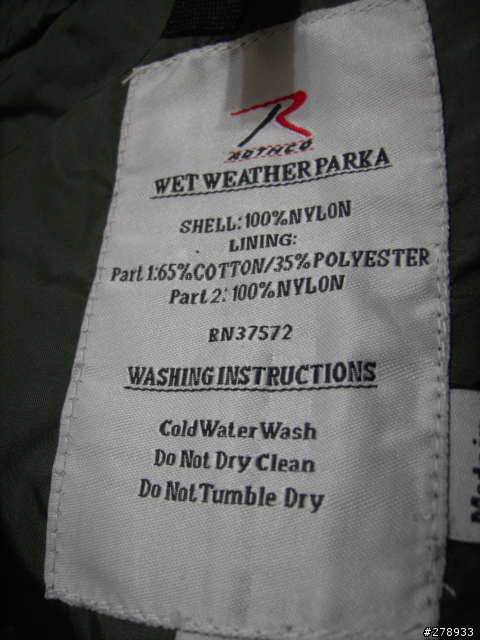 ROTHCO
WET WEATHER PARKA
SHELL: 100% NYLON
LINING:
Part 1:65% COTTON/35% POLYESTER
Part 2: 100% NYLON
RN37572
WASHING INSTRUCTIONS
Cold Water Wash
Do Not Dry Clean
Do Not Tumble Dry
#278933